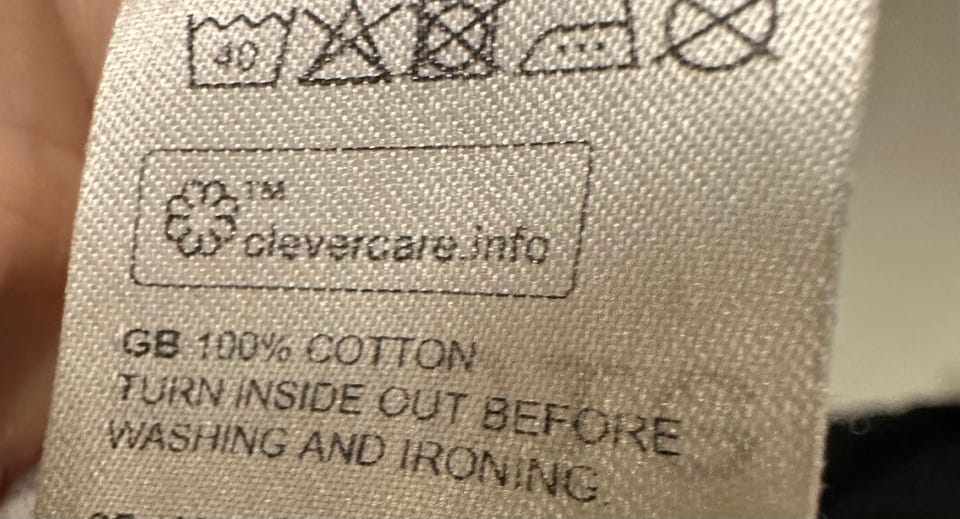 40
TM
clevercare.info
GB 100% COTTON
TURN INSIDE OUT BEFORE
WASHING AND IRONING.